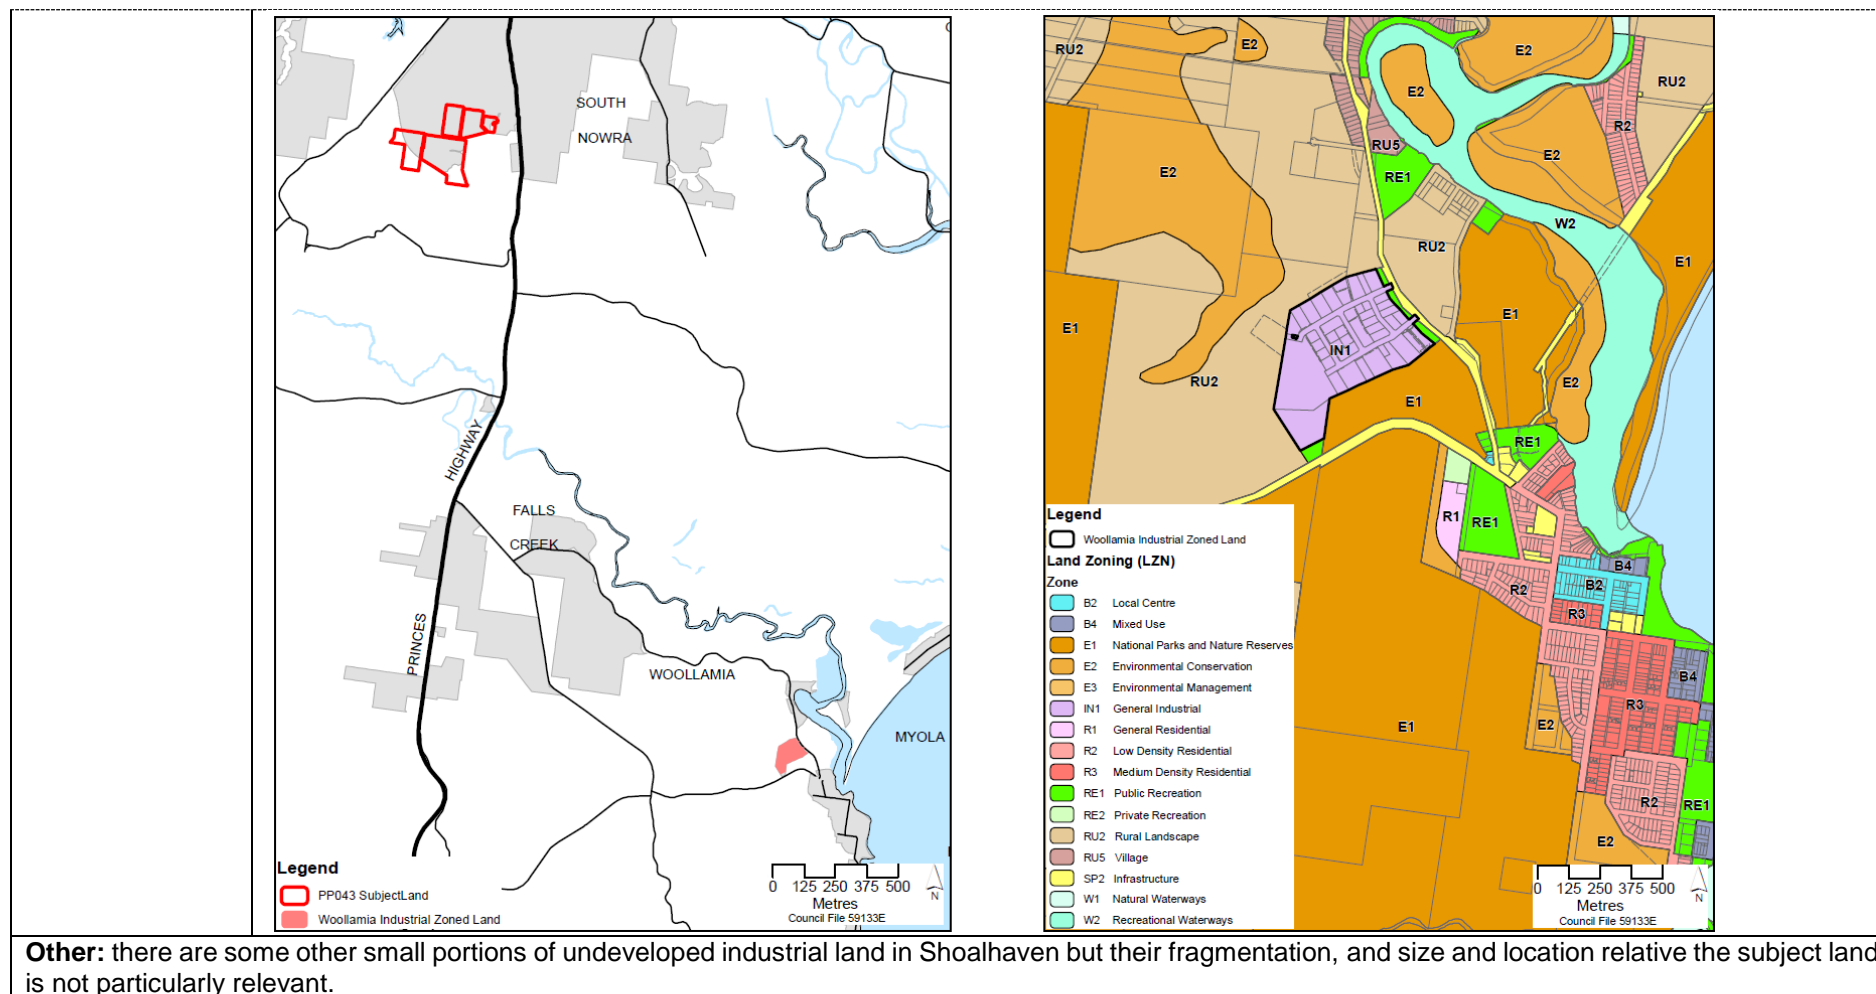 SOUTH
NOWRA
HIGHWAY
FALLS
CREEK
PRINCES
WOOLLAMIA
MYOLA
Legend
PP043 SubjectLand
Woollamia Industrial Zoned Land
0 125 250 375 500
Metres
Council File 59133E
N
RU2
E2
E2
RU2
E2
R2
RU5
E2
E2
RE1
W2
RU2
E1
E1
E1
IN1
RU2
E2
E1
RE1
R1
RE1
B4
R2
B2
R3
B4
R3
E2
E1
R2
RE1
E2
Legend
Woollamia Industrial Zoned Land
Land Zoning (LZN)
Zone
B2 Local Centre
B4 Mixed Use
E1 National Parks and Nature Reserves
E2 Environmental Conservation
E3 Environmental Management
IN1 General Industrial
R1 General Residential
R2 Low Density Residential
R3 Medium Density Residential
RE1 Public Recreation
RE2 Private Recreation
RU2 Rural Landscape
RU5 Village
SP2 Infrastructure
W1 Natural Waterways
W2 Recreational Waterways
0 125 250 375 500
Metres
Council File 59133E
N
Other: there are some other small portions of undeveloped industrial land in Shoalhaven but their fragmentation, and size and location relative the subject land
is not particularly relevant.